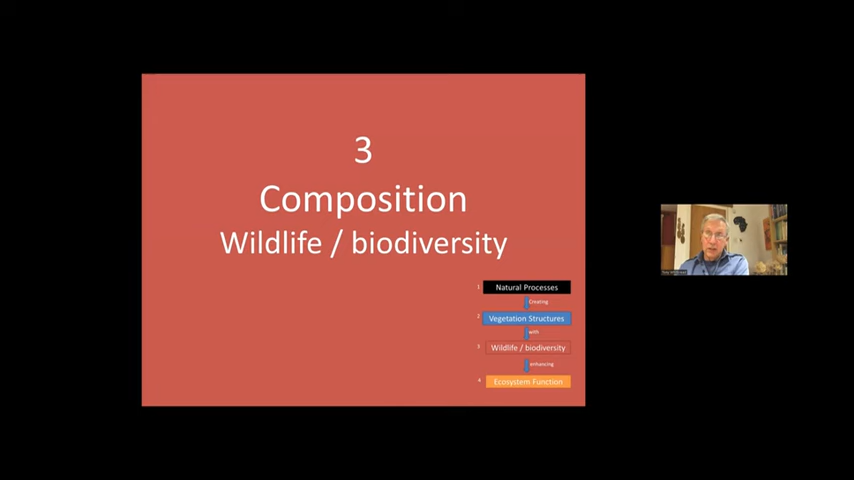 3
Composition
Wildlife / biodiversity
1 Natural Processes
Creating
2 Vegetation Structures
with
3 Wildlife / biodiversity
enhancing
4 Ecosystem Function